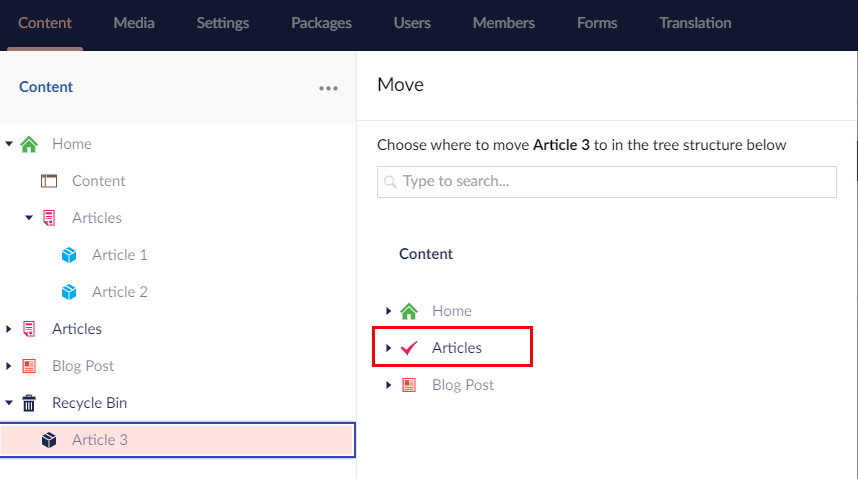 Content Media Settings Packages Users Members Forms Translation
Content
Home
Content
Articles
Article 1
Article 2
Articles
Blog Post
Recycle Bin
Article 3
Move
Choose where to move Article 3 to in the tree structure below
Type to search...
Content
Home
Articles
Blog Post